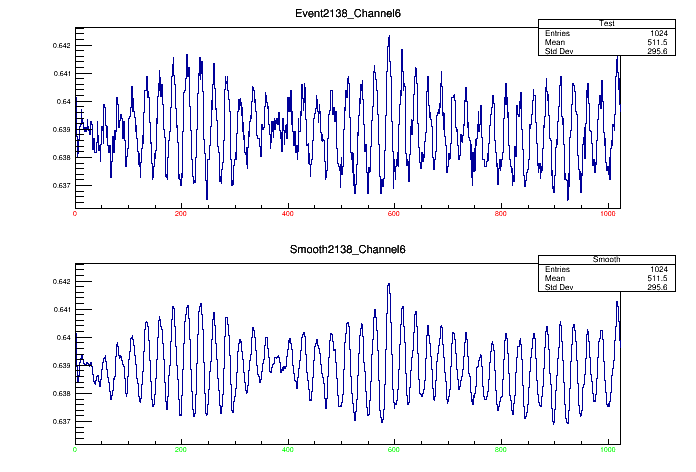 Event2138_Channel6
Test
Entries 1024
Mean 511.5
Std Dev 295.6
0.642
0.641
0.64
0.639
0.638
0.637
0 200 400 600 800 1000
Smooth2138_Channel6
Smooth
Entries 1024
Mean 511.5
Std Dev 295.6
0.642
0.641
0.64
0.639
0.638
0.637
0 200 400 600 800 1000